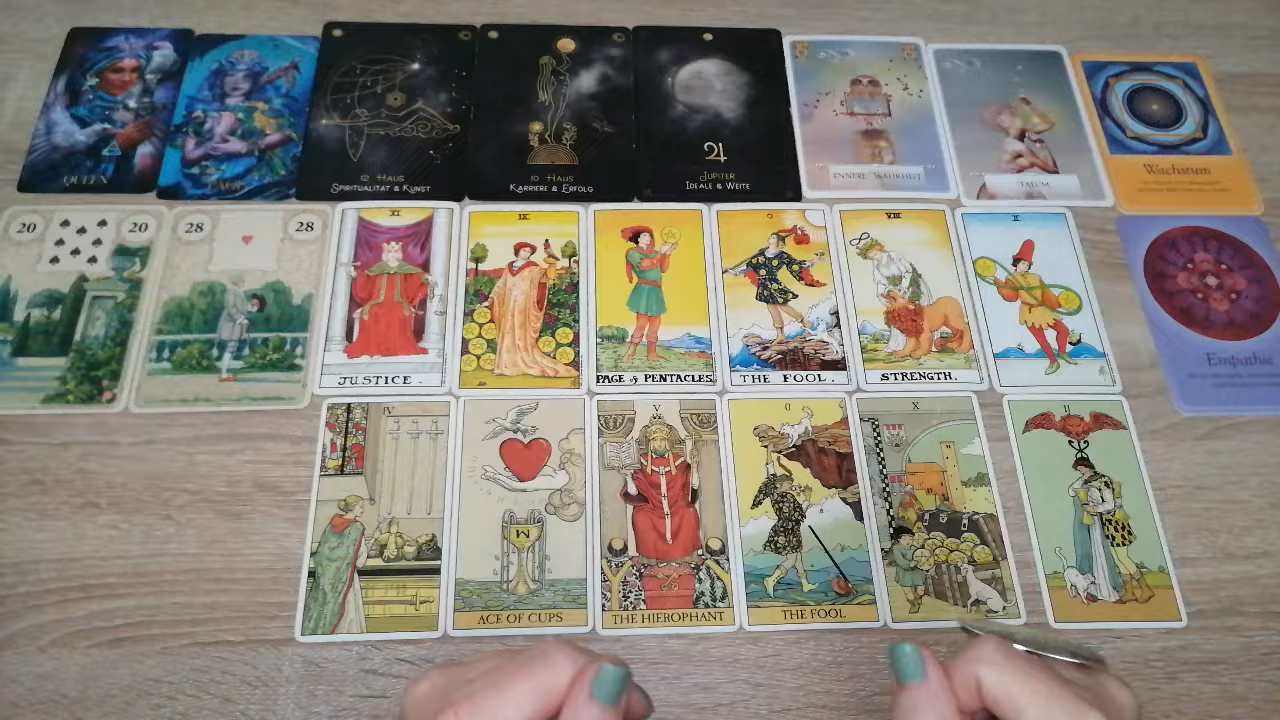 QUEEN
PAGE
12 HAUS
SPIRITUALITÄT & KUNST
10 HAUS
KARRIERE & ERFOLG
JUPITER
IDEALE & WEITE
INNERE WAHRHEIT
Wachstum
20 20
28 28
XI
JUSTICE.
IX
PAGE of PENTACLES.
0
THE FOOL.
VIII
STRENGTH.
II
Empathie
IV
ACE OF CUPS
V
THE HIEROPHANT
0
THE FOOL
X
II